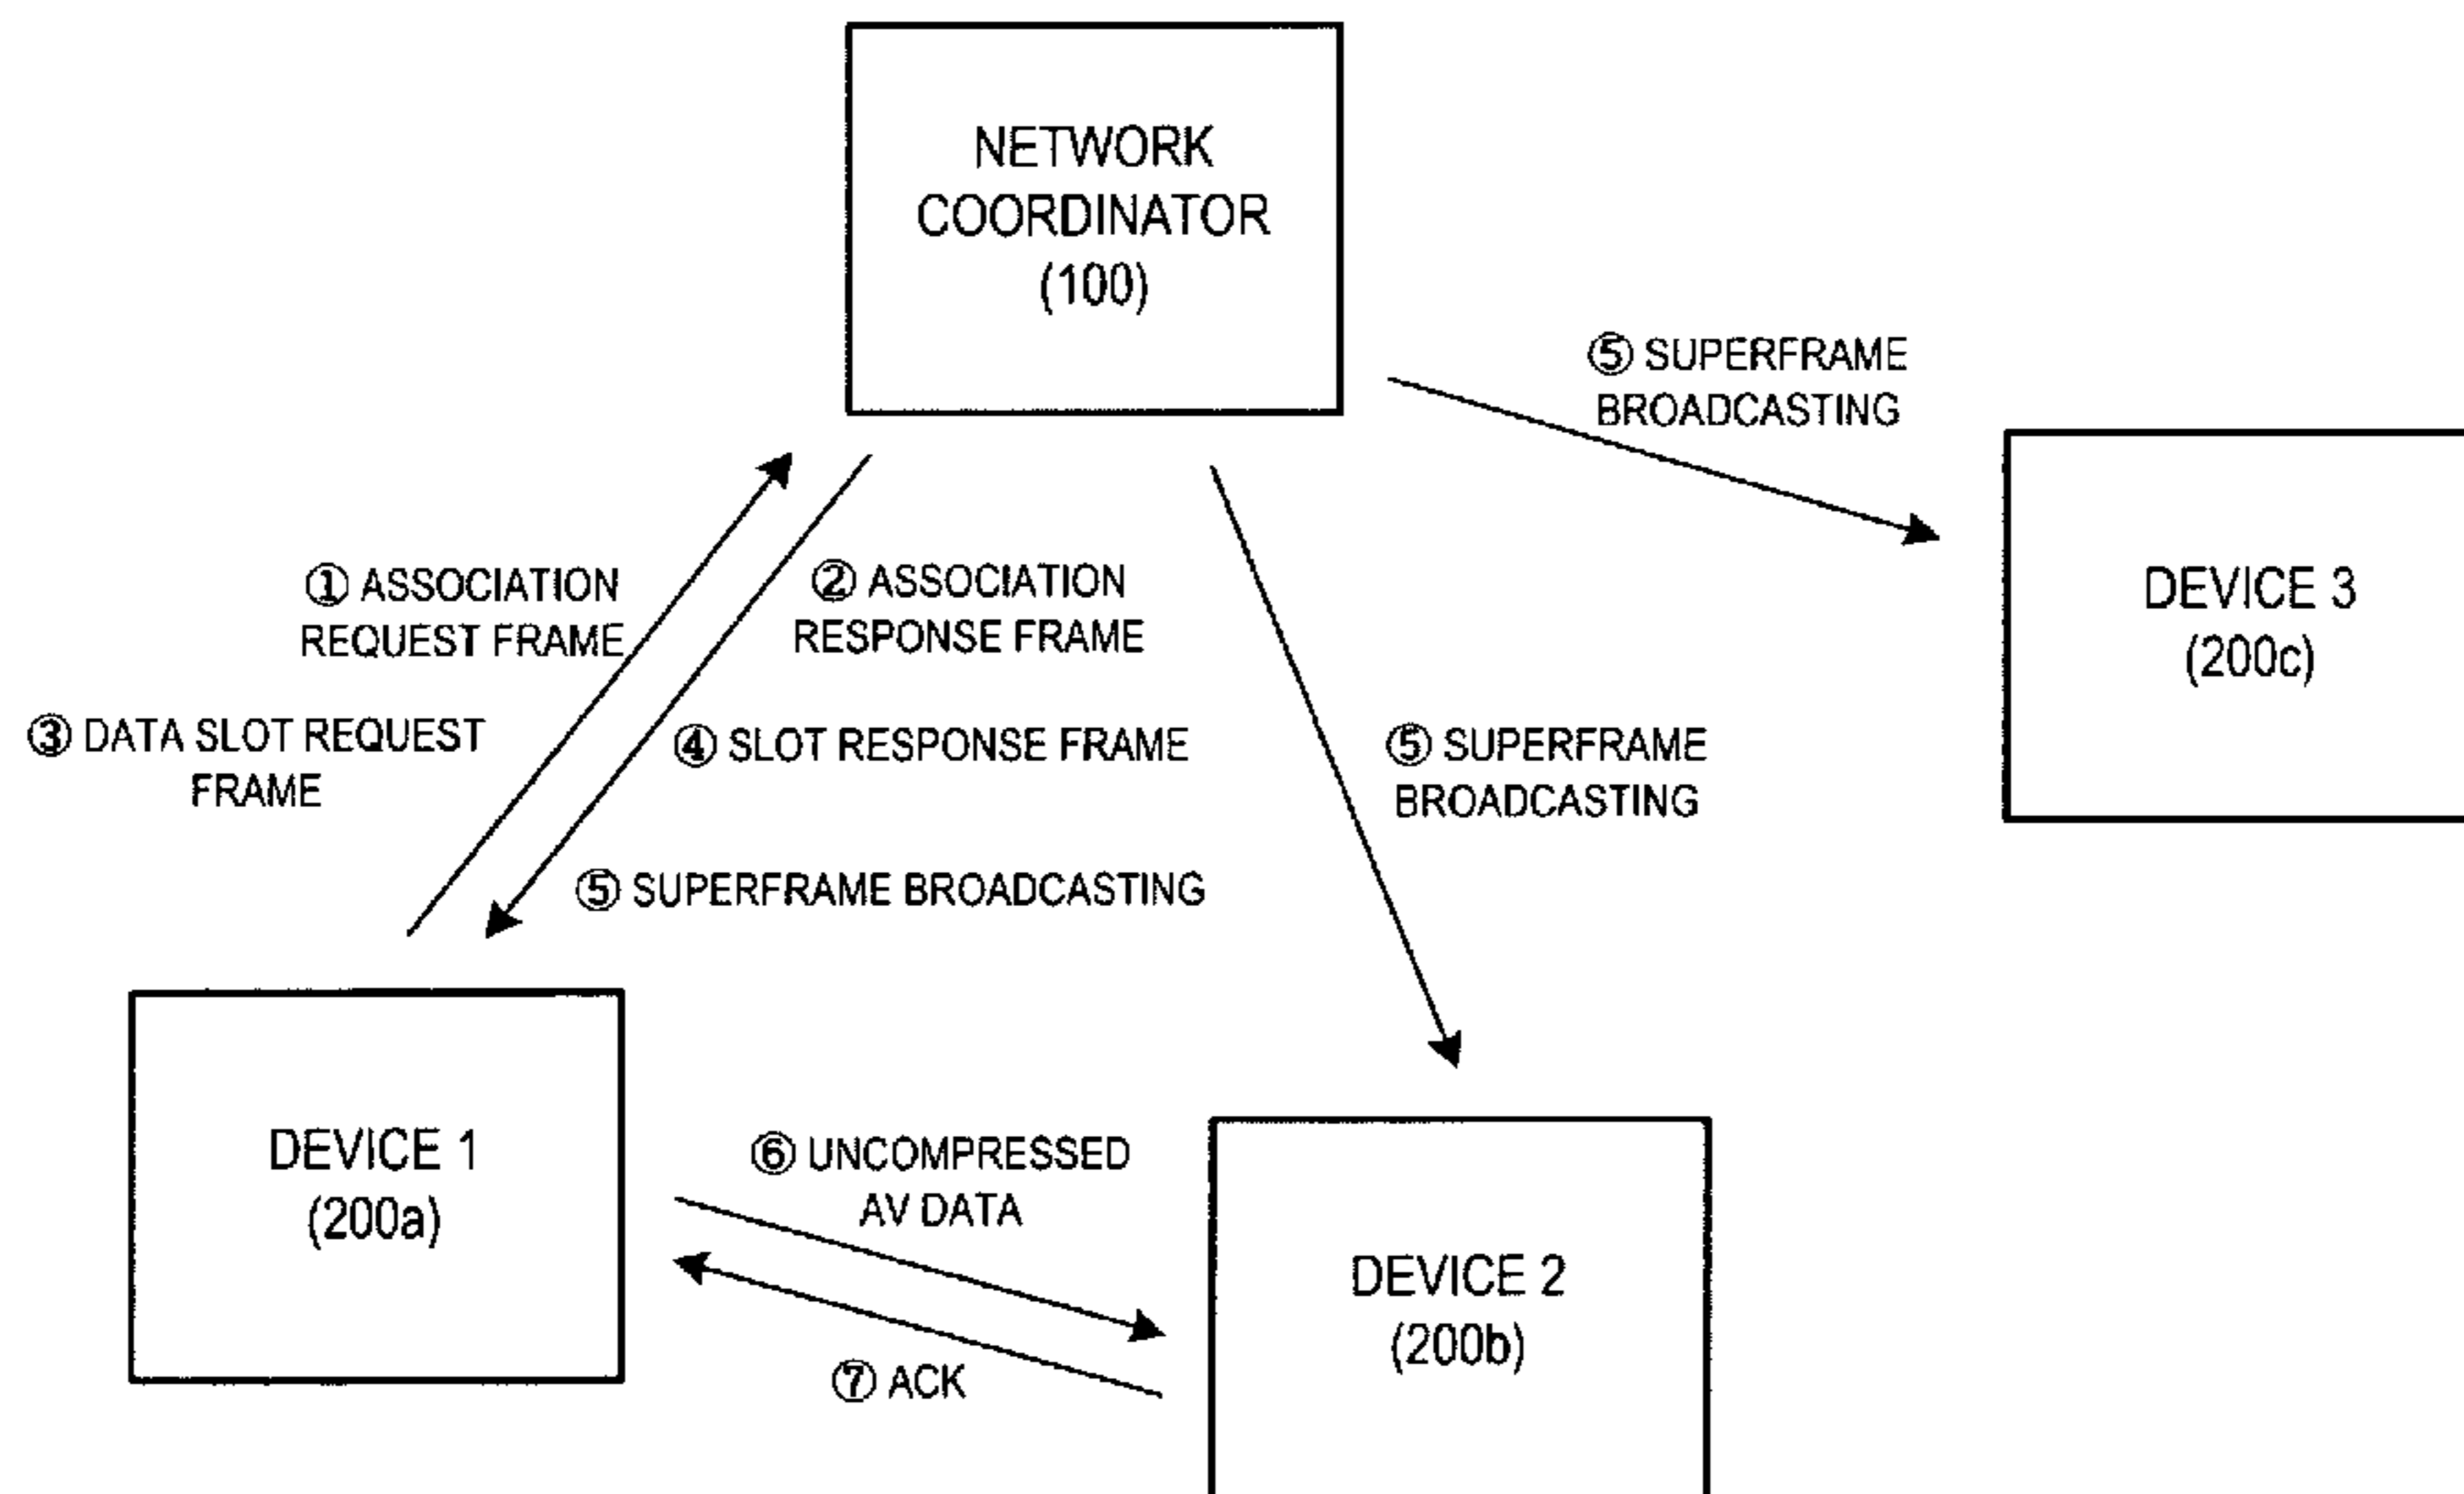 NETWORK
COORDINATOR
(100)
⑤ SUPERFRAME
BROADCASTING
DEVICE 3
(200c)
① ASSOCIATION
REQUEST FRAME
② ASSOCIATION
RESPONSE FRAME
③ DATA SLOT REQUEST
FRAME
④ SLOT RESPONSE FRAME
⑤ SUPERFRAME
BROADCASTING
⑤ SUPERFRAME BROADCASTING
DEVICE 1
(200a)
⑥ UNCOMPRESSED
AV DATA
DEVICE 2
(200b)
⑦ ACK